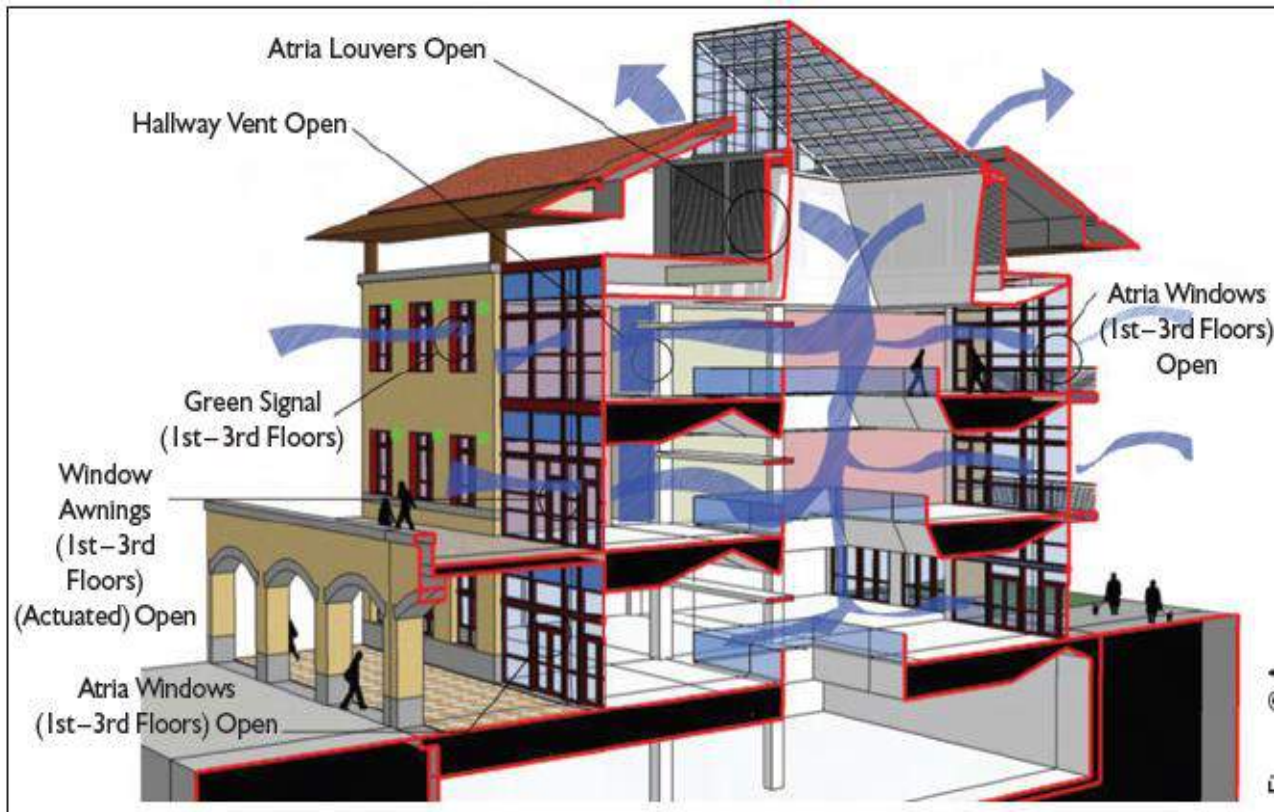 Atria Louvers Open
Hallway Vent Open
Atria Windows
(1st–3rd Floors)
Open
Green Signal
(1st–3rd Floors)
Window
Awnings
(1st–3rd
Floors)
(Actuated) Open
Atria Windows
(1st–3rd Floors) Open